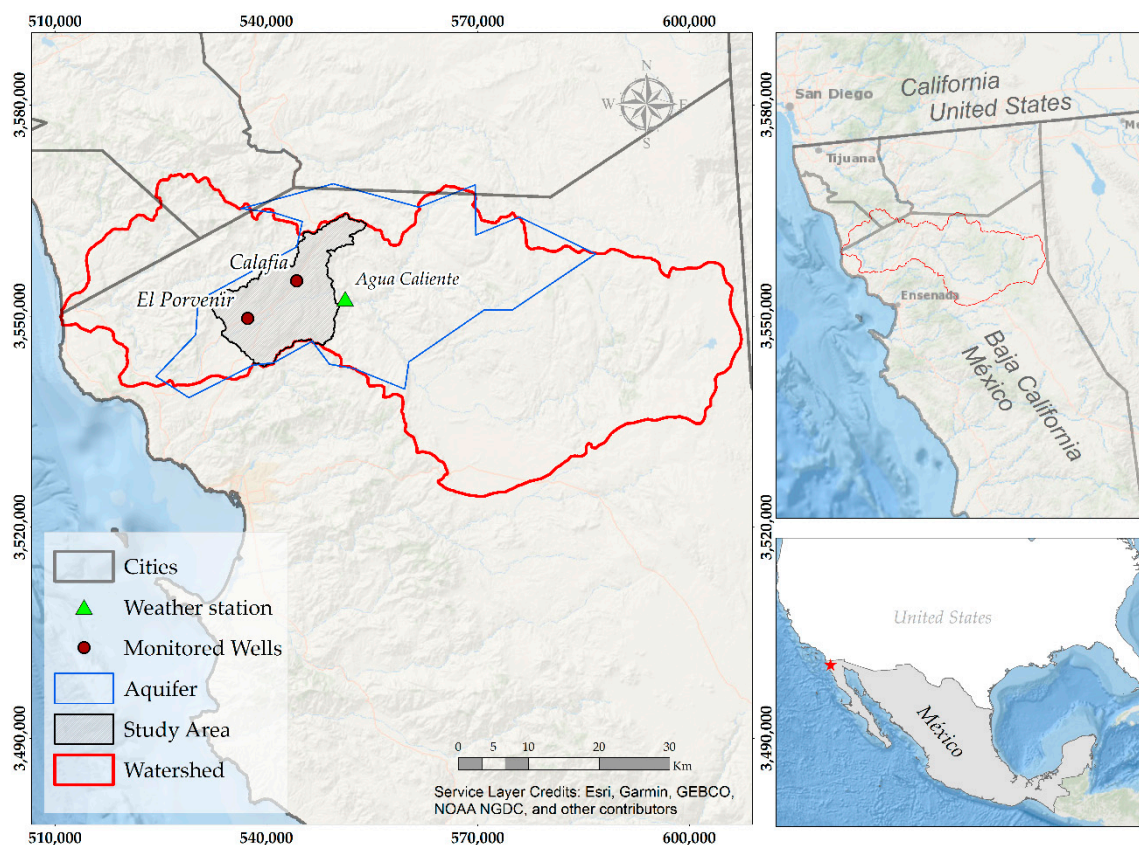 510,000
540,000
570,000
600,000
3,580,000
3,550,000
3,520,000
3,490,000
N
W
E
S
Calafia
El Porvenir
Agua Caliente
Cities
Weather station
Monitored Wells
Aquifer
Study Area
Watershed
0 5 10 20 30
Km
Service Layer Credits: Esri, Garmin, GEBCO,
NOAA NGDC, and other contributors
510,000
540,000
570,000
600,000
3,580,000
3,550,000
3,520,000
3,490,000
California
United States
San Diego
Me
Tijuana
Ensenada
Baja California
México
United States
México